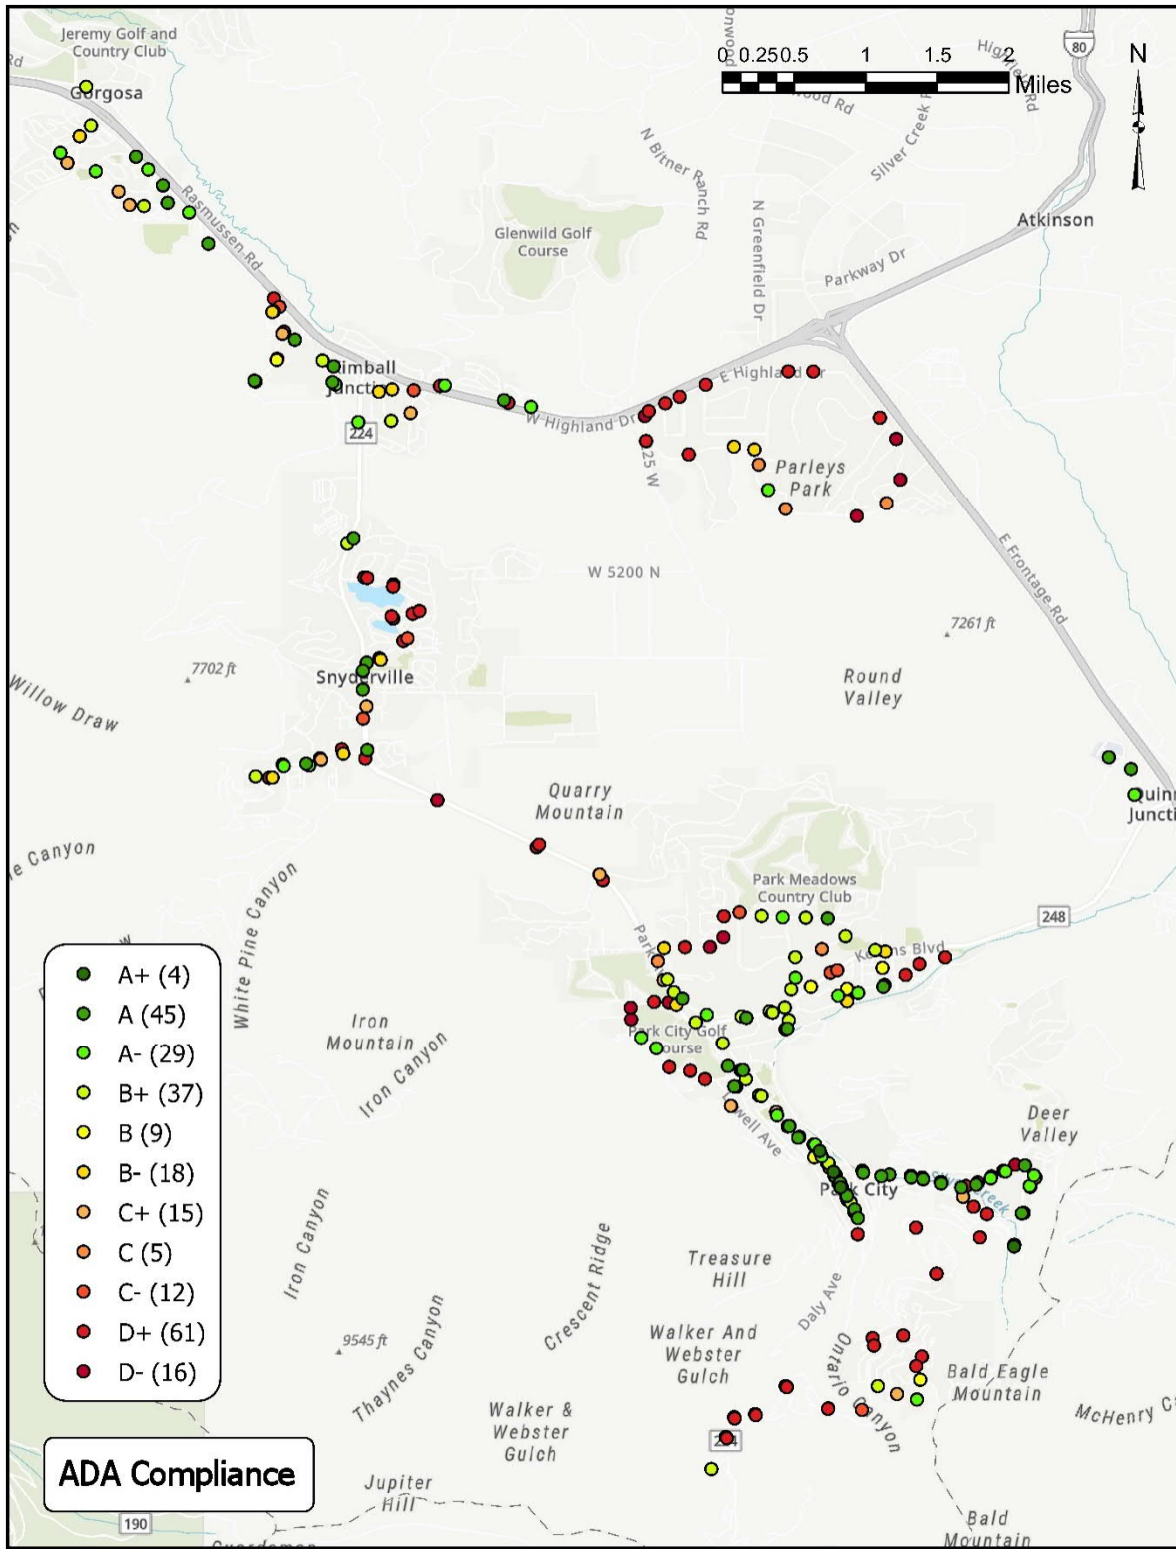 Jeremy Golf and
Country Club
Gorgosa
0 0.25 0.5 1 1.5 2
Miles
N
80
Highfield Rd
Silver Creek
N Bitner Ranch Rd
Rasmussen Rd
Glenwild Golf
Course
N Greenfield Dr
Atkinson
Parkway Dr
E Highland Dr
W Highland Dr
224
Parleys
Park
W 5200 N
E Frontage Rd
7261 ft
7702 ft
Snyderville
Willow Draw
Round
Valley
Quarry
Mountain
Park Meadows
Country Club
248
White Pine Canyon
Iron
Mountain
Iron Canyon
Park City Golf
Course
Lowell Ave
Deer
Valley
Park City
Iron Canyon
Crescent Ridge
Treasure
Hill
Daly Ave
Walker And
Webster
Gulch
Ontario Canyon
Bald Eagle
Mountain
9545 ft
Thaynes Canyon
Walker &
Webster
Gulch
Jupiter
Hill
Bald
Mountain
190
A+ (4)
A (45)
A- (29)
B+ (37)
B (9)
B- (18)
C+ (15)
C (5)
C- (12)
D+ (61)
D- (16)
ADA Compliance